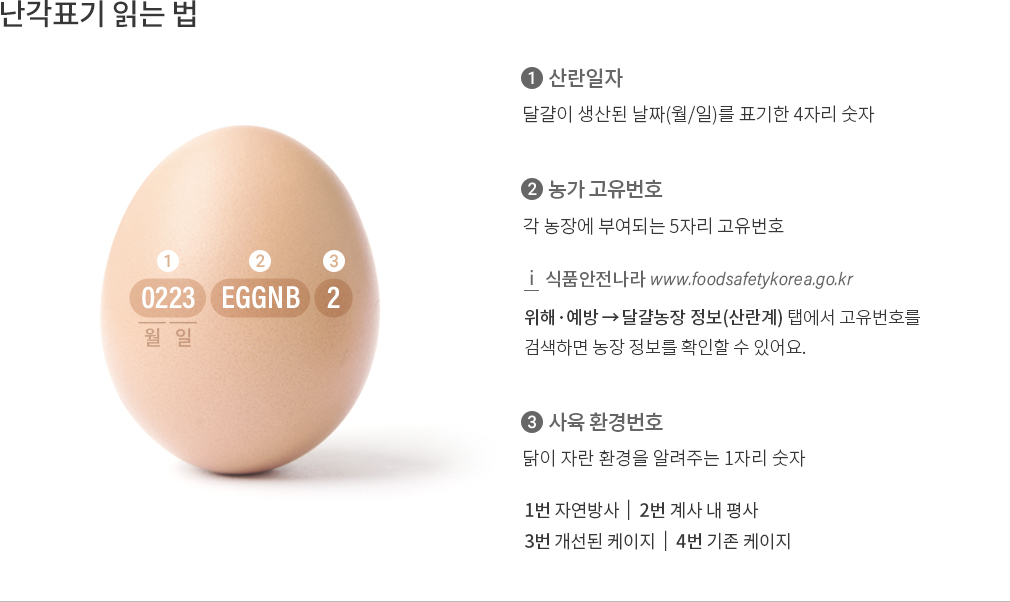 난각표기 읽는 법
1 2 3
0223 EGGNB 2
월 일
1 산란일자
달걀이 생산된 날짜(월/일)를 표기한 4자리 숫자
2 농가 고유번호
각 농장에 부여되는 5자리 고유번호
i 식품안전나라 www.foodsafetykorea.go.kr
위해·예방 → 달걀농장 정보(산란계) 탭에서 고유번호를
검색하면 농장 정보를 확인할 수 있어요.
3 사육 환경번호
닭이 자란 환경을 알려주는 1자리 숫자
1번 자연방사 | 2번 계사 내 평사
3번 개선된 케이지 | 4번 기존 케이지